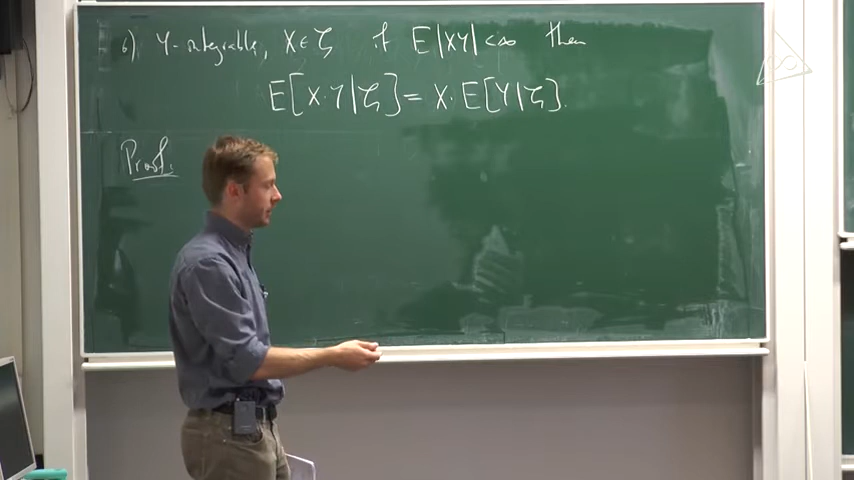 6) Y-integrable, X ∈ ζ if E|XY|<∞ then
E[X·Y|ζ] = X·E[Y|ζ].
Proof: